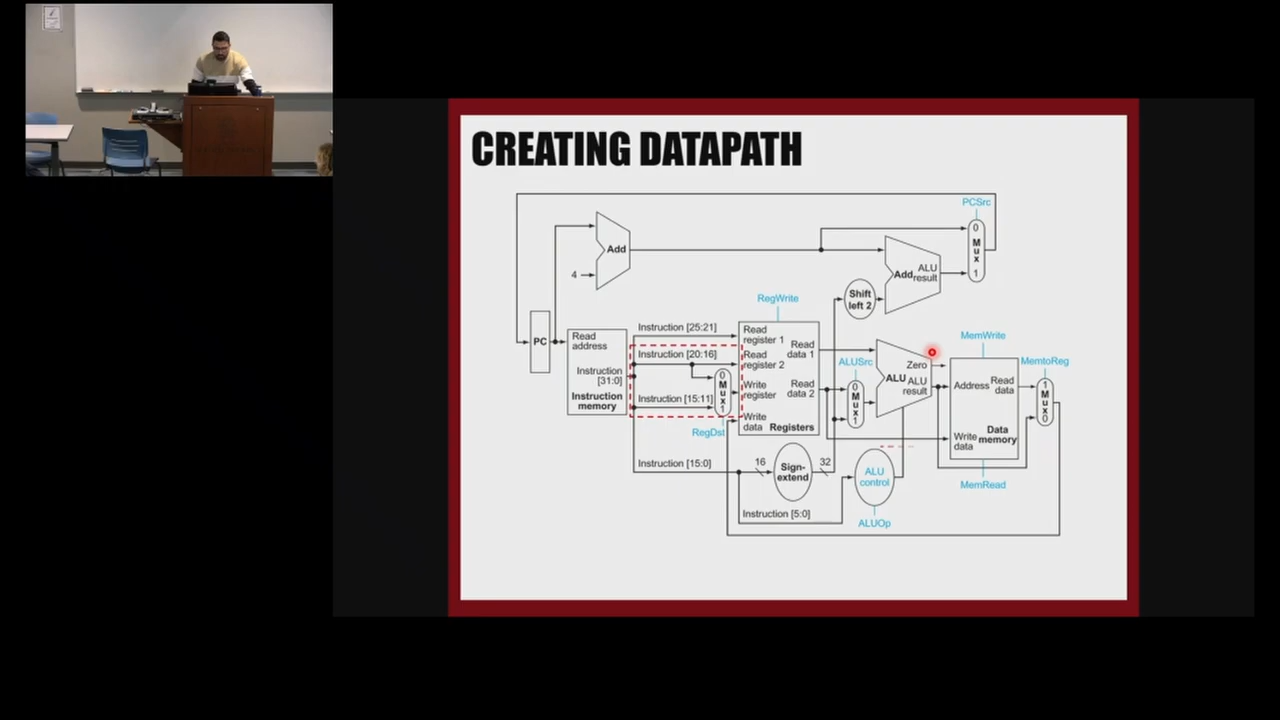 CREATING DATAPATH
PCSrc
0
Mux
1
Add
4
Add
ALU
result
Shift
left 2
RegWrite
PC
Read
address
Instruction
[31:0]
Instruction
memory
Instruction [25:21]
Instruction [20:16]
Instruction [15:11]
0
Mux
1
RegDst
Read
register 1
Read
register 2
Write
register
Write
data
Read
data 1
Read
data 2
Registers
ALUSrc
0
Mux
1
Zero
ALU
ALU
result
MemWrite
Address
Read
data
Write
data
Data
memory
MemRead
MemtoReg
1
Mux
0
Instruction [15:0]
16
Sign-
extend
32
ALU
control
Instruction [5:0]
ALUOp